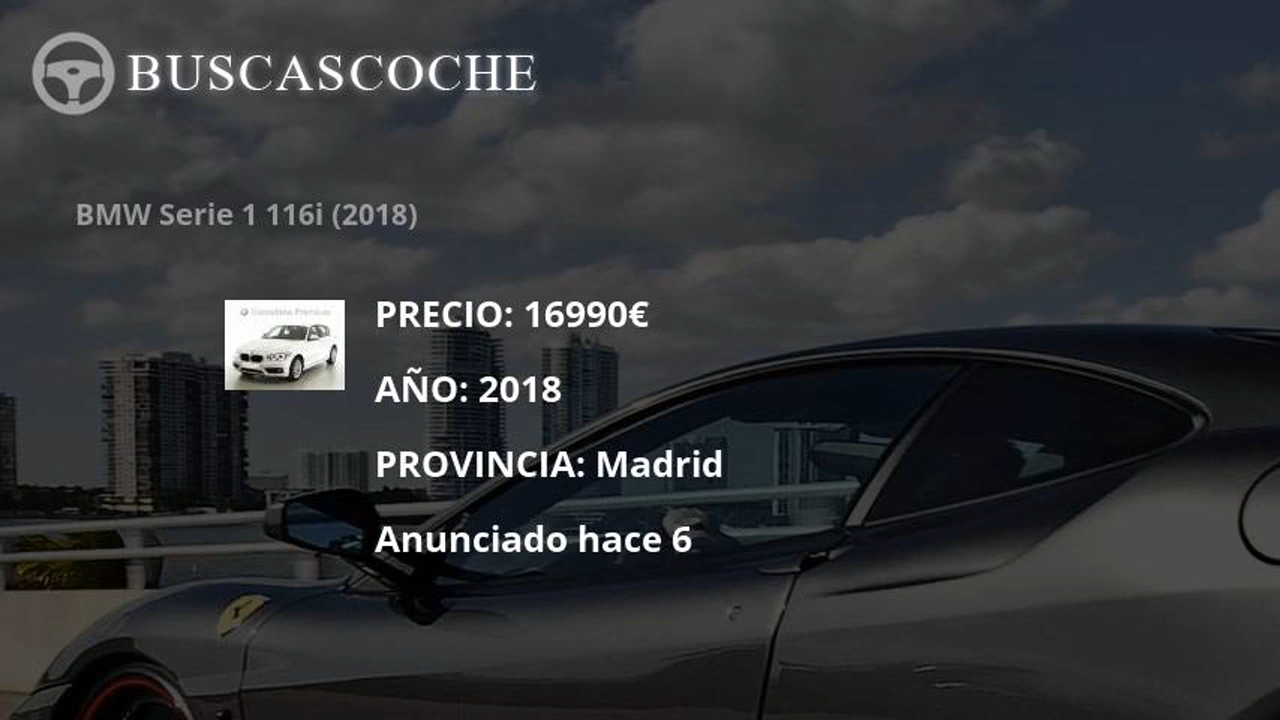 BUSCASCOCHE
BMW Serie 1 116i (2018)
PRECIO: 16990€
AÑO: 2018
PROVINCIA: Madrid
Anunciado hace 6